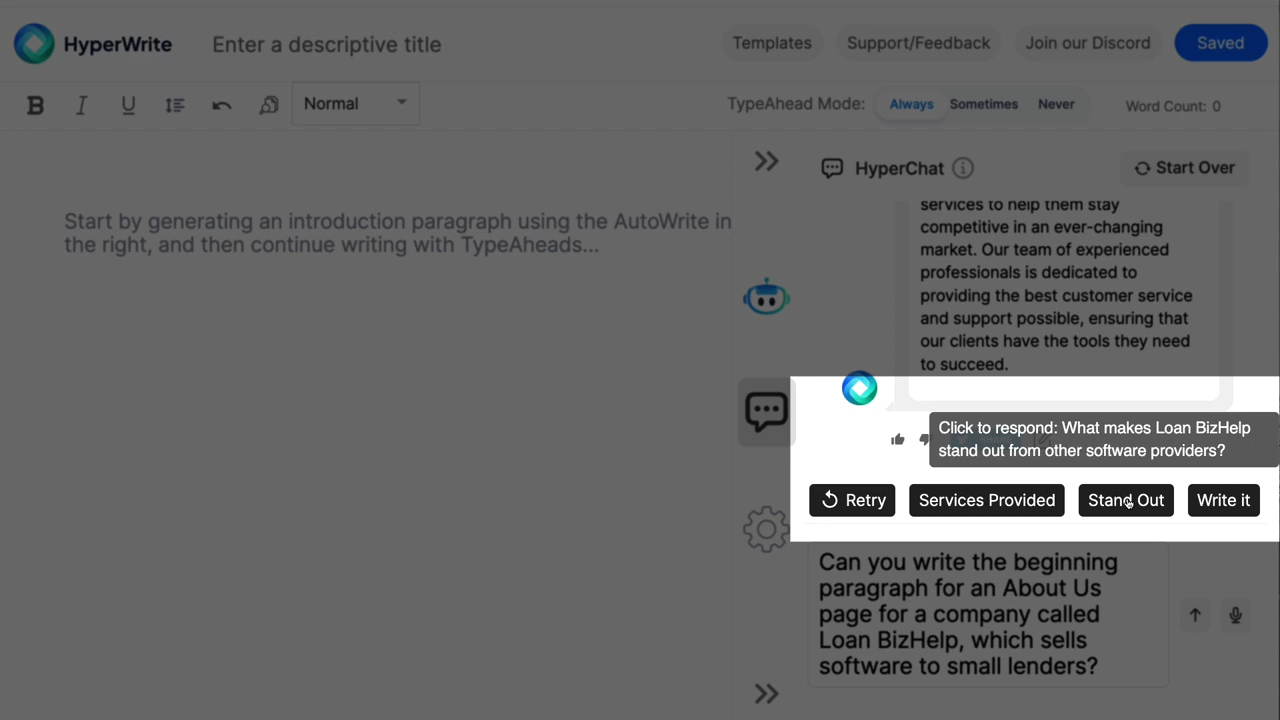 HyperWrite
Enter a descriptive title
Templates
Support/Feedback
Join our Discord
Saved
B I U
Normal
TypeAhead Mode:
Always
Sometimes
Never
Word Count: 0
Start by generating an introduction paragraph using the AutoWrite in
the right, and then continue writing with TypeAheads...
HyperChat
Start Over
services to help them stay
competitive in an ever-changing
market. Our team of experienced
professionals is dedicated to
providing the best customer service
and support possible, ensuring that
our clients have the tools they need
to succeed.
Click to respond: What makes Loan BizHelp
stand out from other software providers?
Retry
Services Provided
Stand Out
Write it
Can you write the beginning
paragraph for an About Us
page for a company called
Loan BizHelp, which sells
software to small lenders?